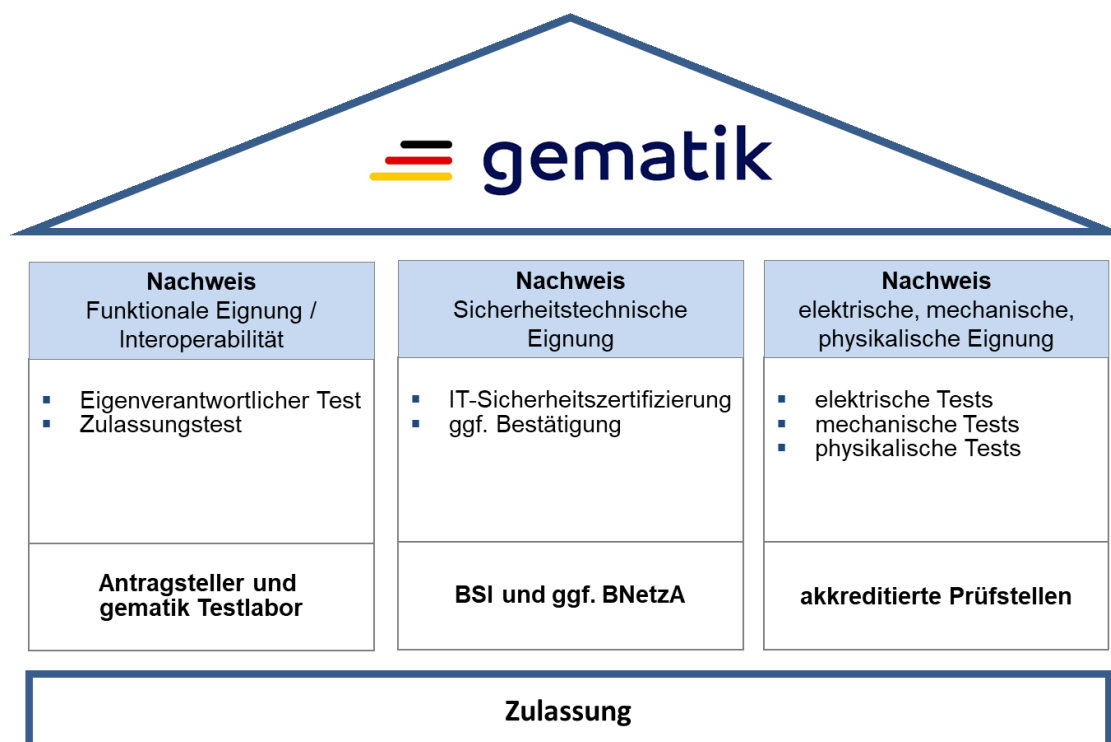 gematik
Nachweis
Funktionale Eignung /
Interoperabilität
▪ Eigenverantwortlicher Test
▪ Zulassungstest
Antragsteller und
gematik Testlabor
Nachweis
Sicherheitstechnische
Eignung
▪ IT-Sicherheitszertifizierung
▪ ggf. Bestätigung
BSI und ggf. BNetzA
Nachweis
elektrische, mechanische,
physikalische Eignung
▪ elektrische Tests
▪ mechanische Tests
▪ physikalische Tests
akkreditierte Prüfstellen
Zulassung